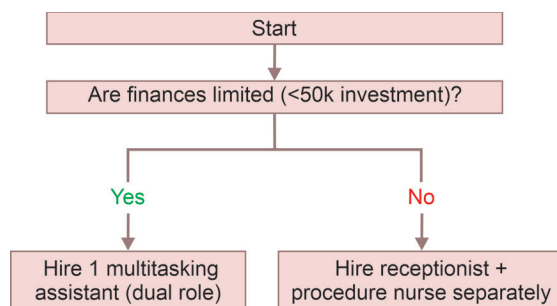 Start
Are finances limited (<50k investment)?
Yes
No
Hire 1 multitasking
assistant (dual role)
Hire receptionist +
procedure nurse separately